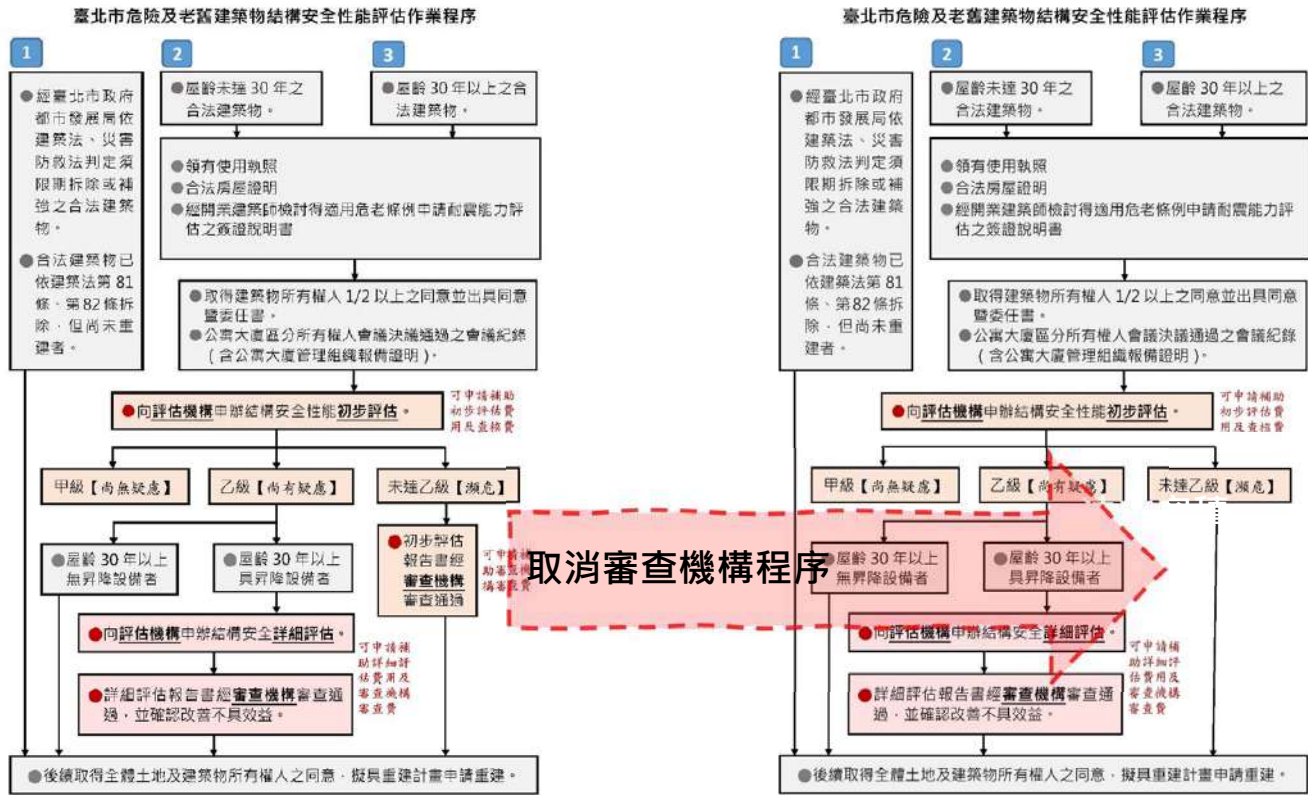 臺北市危險及老舊建築物結構安全性能評估作業程序
1
2
3
●經臺北市政府
都市發展局依
建築法、災害
防救法判定須
限期拆除或補
強之合法建築
物。
●合法建築物已
依建築法第 81
條、第 82 條拆
除，但尚未重
建者。
●屋齡未達 30 年之
合法建築物。
●屋齡 30 年以上之合
法建築物。
●領有使用執照
●合法房屋證明
●經開業建築師檢討得適用危老條例申請耐震能力評
估之簽證說明書
●取得建築物所有權人 1/2 以上之同意並出具同意
暨委任書。
●公寓大廈區分所有權人會議決議通過之會議紀錄
(含公寓大廈管理組織報備證明)。
●向評估機構申辦結構安全性能初步評估。
可申請補助
初步評估費
用及查核費
甲級【尚無疑慮】
乙級【尚有疑慮】
未達乙級【瀕危】
●屋齡 30 年以上
無昇降設備者
●屋齡 30 年以上
具昇降設備者
●初步評估
報告書經
審查機構
審查通過
可申請補
助審查機
構審查費
●向評估機構申辦結構安全詳細評估。
可申請補
助詳細評
估費用及
審查機構
審查費
●詳細評估報告書經審查機構審查通
過，並確認改善不具效益。
●後續取得全體土地及建築物所有權人之同意，擬具重建計畫申請重建。
取消審查機構程序
臺北市危險及老舊建築物結構安全性能評估作業程序
1
2
3
●經臺北市政府
都市發展局依
建築法、災害
防救法判定須
限期拆除或補
強之合法建築
物。
●合法建築物已
依建築法第 81
條、第 82 條拆
除，但尚未重
建者。
●屋齡未達 30 年之
合法建築物。
●屋齡 30 年以上之
合法建築物。
●領有使用執照
●合法房屋證明
●經開業建築師檢討得適用危老條例申請耐震能力評
估之簽證說明書
●取得建築物所有權人 1/2 以上之同意並出具同意
暨委任書。
●公寓大廈區分所有權人會議決議通過之會議紀錄
(含公寓大廈管理組織報備證明)。
●向評估機構申辦結構安全性能初步評估。
可申請補助
初步評估費
用及查核費
甲級【尚無疑慮】
乙級【尚有疑慮】
未達乙級【瀕危】
●屋齡 30 年以上
無昇降設備者
●屋齡 30 年以上
具昇降設備者
●向評估機構申辦結構安全詳細評估。
可申請補
助詳細評
估費用及
審查機構
審查費
●詳細評估報告書經審查機構審查通
過，並確認改善不具效益。
●後續取得全體土地及建築物所有權人之同意，擬具重建計畫申請重建。